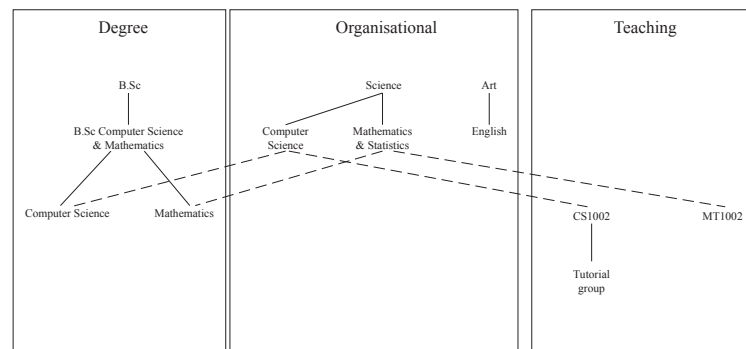 Degree
Organisational
Teaching
B.Sc
Science
Art
B.Sc Computer Science
& Mathematics
Computer
Science
Mathematics
& Statistics
English
Computer Science
Mathematics
CS1002
MT1002
Tutorial
group